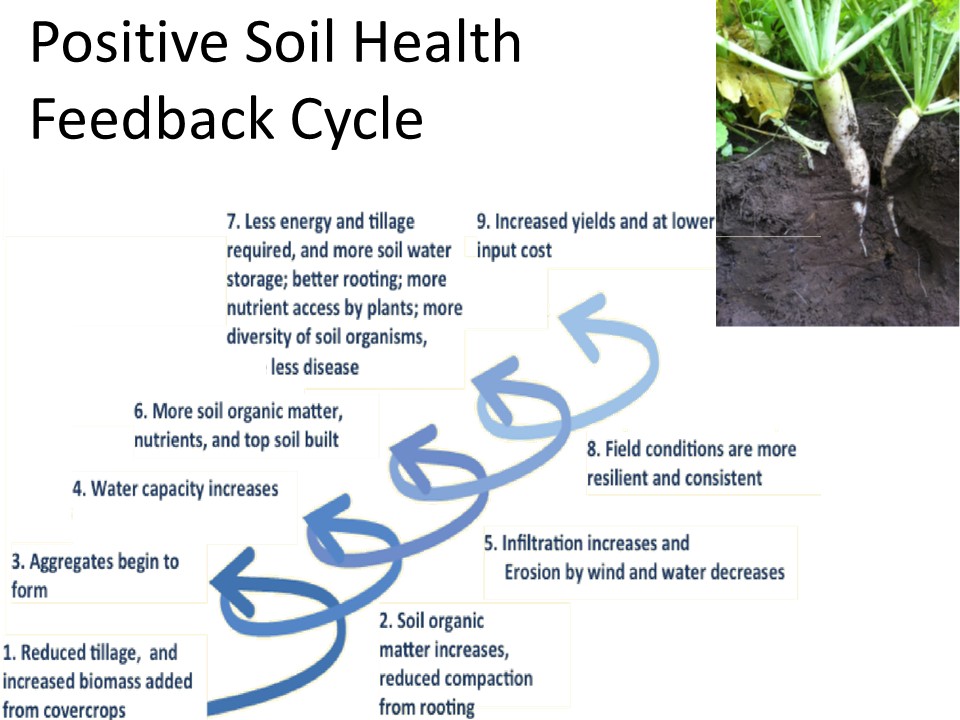 Positive Soil Health
Feedback Cycle
7. Less energy and tillage
required, and more soil water
storage; better rooting; more
nutrient access by plants; more
diversity of soil organisms,
less disease
9. Increased yields and at lower
input cost
6. More soil organic matter,
nutrients, and top soil built
8. Field conditions are more
resilient and consistent
4. Water capacity increases
5. Infiltration increases and
Erosion by wind and water decreases
3. Aggregates begin to
form
2. Soil organic
matter increases,
reduced compaction
from rooting
1. Reduced tillage, and
increased biomass added
from covercrops